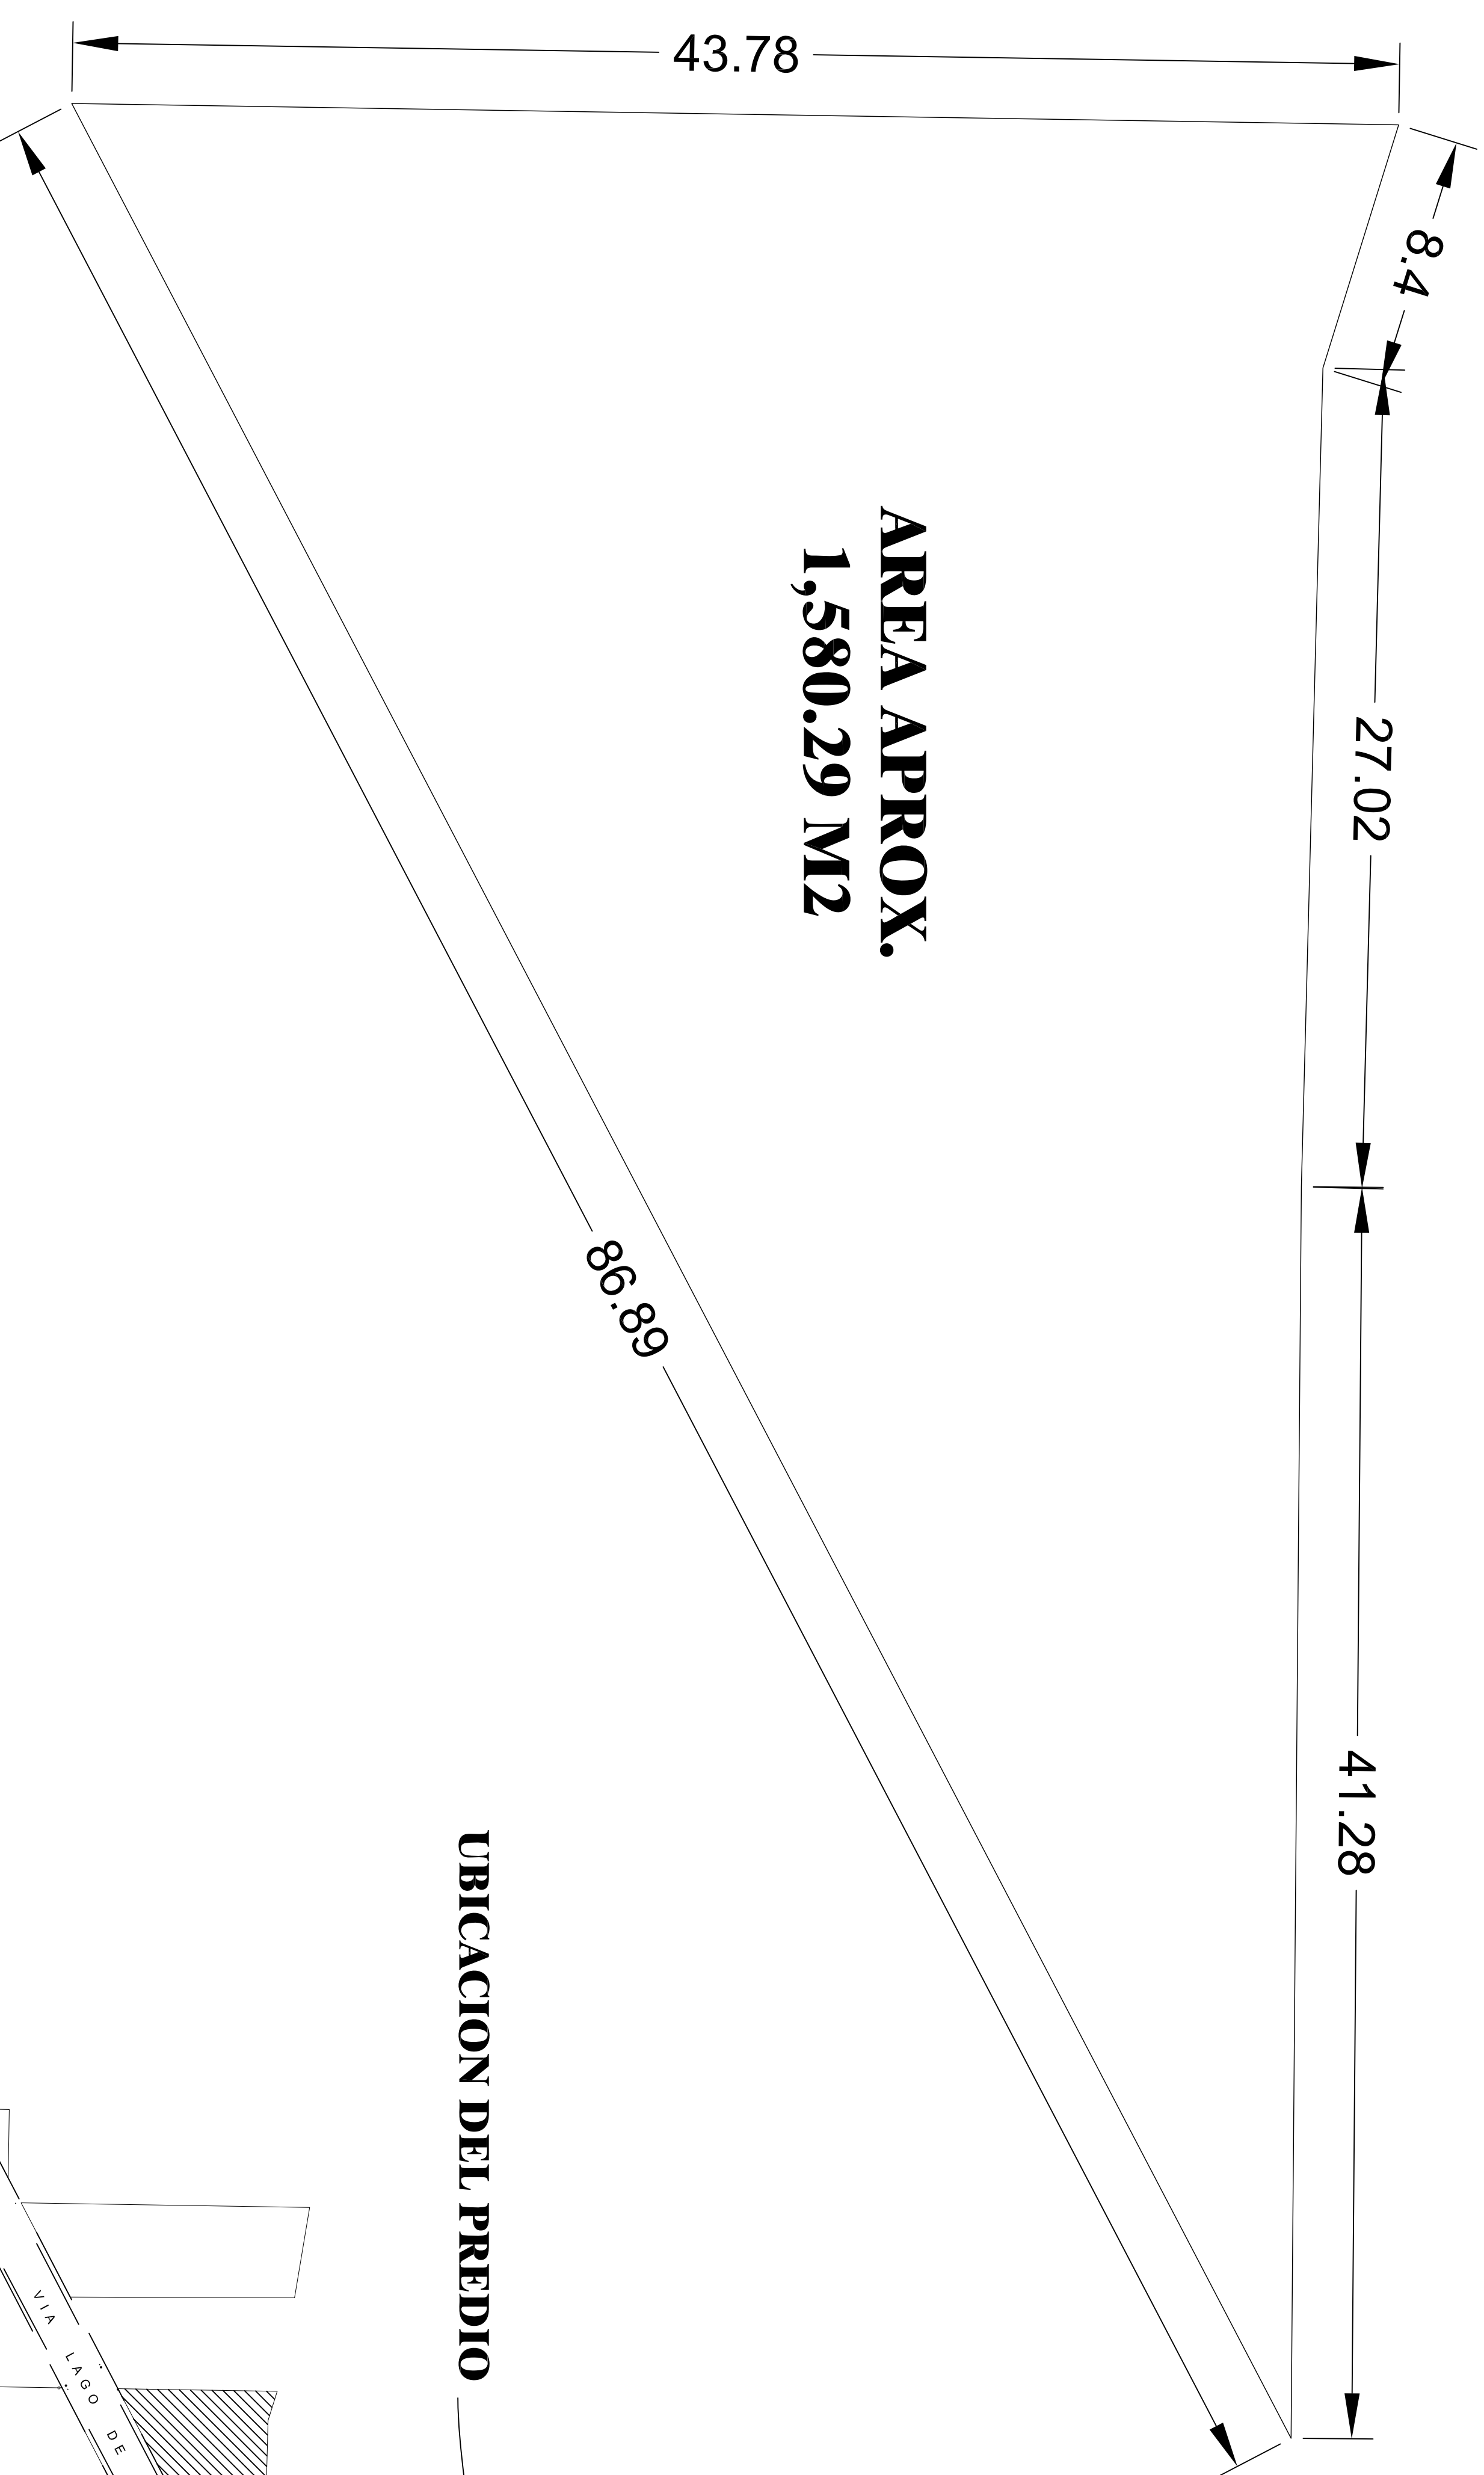 43.78
8.4
AREA APROX.
1,580.29 M2
27.02
86.89
41.28
UBICACION DEL PREDIO
VIA LAGO DE